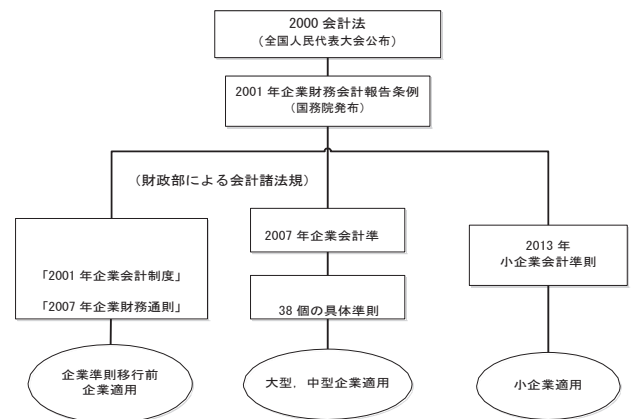 2000 会計法
（全国人民代表大会公布）
2001 年企業財務会計報告条例
（国務院発布）
（財政部による会計諸法規）
「2001 年企業会計制度」
「2007 年企業財務通則」
2007 年企業会計準
38 個の具体準則
2013 年
小企業会計準則
企業準則移行前
企業適用
大型，中型企業適用
小企業適用